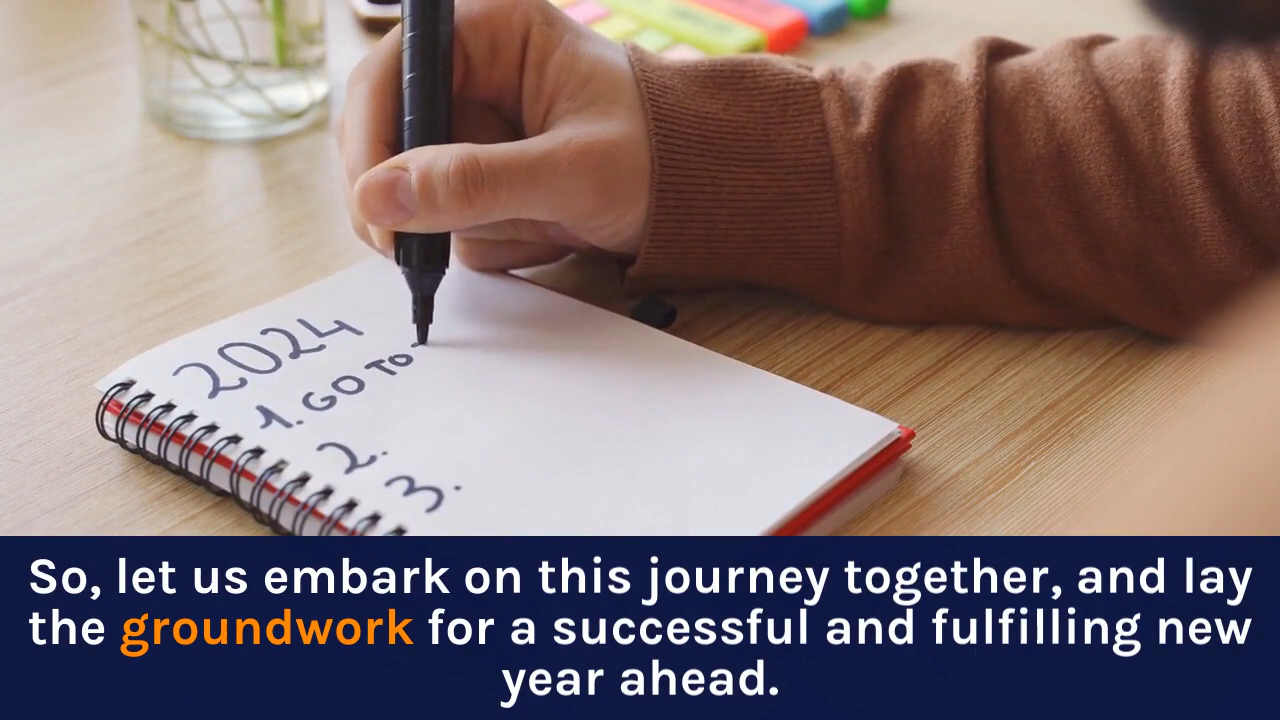 2024
1. GO TO
2.
3.
So, let us embark on this journey together, and lay
the groundwork for a successful and fulfilling new
year ahead.